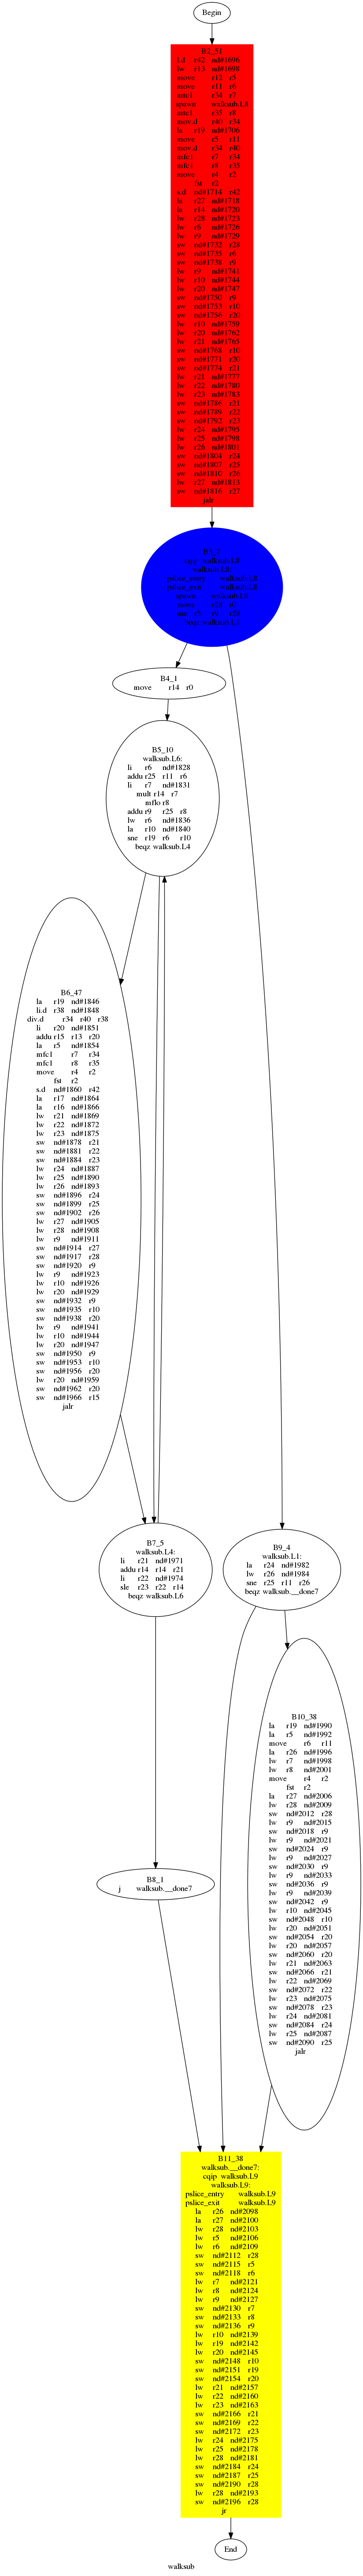 Begin
B2_51
l.d r42 nd#1696
lw r13 nd#1698
move r12 r5
move r11 r6
mtc1 r34 r7
spawn walksub.L8
mtc1 r35 r8
mov.d r40 r34
la r19 nd#1706
move r5 r11
mov.d r34 r40
mfc1 r7 r34
mfc1 r8 r35
move r4 r2
fst r2
s.d nd#1714 r42
la r27 nd#1718
la r14 nd#1720
lw r28 nd#1723
lw r6 nd#1726
lw r9 nd#1729
sw nd#1732 r28
sw nd#1735 r6
sw nd#1738 r9
lw r9 nd#1741
lw r10 nd#1744
lw r20 nd#1747
sw nd#1750 r9
sw nd#1753 r10
sw nd#1756 r20
lw r10 nd#1759
lw r20 nd#1762
lw r21 nd#1765
sw nd#1768 r10
sw nd#1771 r20
sw nd#1774 r21
lw r21 nd#1777
lw r22 nd#1780
lw r23 nd#1783
sw nd#1786 r21
sw nd#1789 r22
sw nd#1792 r23
lw r24 nd#1795
lw r25 nd#1798
lw r26 nd#1801
sw nd#1804 r24
sw nd#1807 r25
sw nd#1810 r26
lw r27 nd#1813
sw nd#1816 r27
jalr
cqip walksub.L8
walksub.L8:
pslice_entry walksub.L8
pslice_exit walksub.L8
spawn walksub.L9
move r28 r0
beqz walksub.L1
B4_1
move r14 r0
B5_10
walksub.L6:
li r6 nd#1828
addu r25 r11 r6
li r7 nd#1831
mult r14 r7
mflo r8
addu r9 r25 r8
lw r6 nd#1836
la r10 nd#1840
sne r19 r6 r10
beqz walksub.L4
B6_47
la r19 nd#1846
li.d r38 nd#1848
div.d r34 r40 r38
li r20 nd#1851
addu r15 r13 r20
la r5 nd#1854
mfc1 r7 r34
mfc1 r8 r35
move r4 r2
fst r2
s.d nd#1860 r42
la r17 nd#1864
la r16 nd#1866
lw r21 nd#1869
lw r22 nd#1872
lw r23 nd#1875
sw nd#1878 r21
sw nd#1881 r22
sw nd#1884 r23
lw r24 nd#1887
lw r25 nd#1890
lw r26 nd#1893
sw nd#1896 r24
sw nd#1899 r25
sw nd#1902 r26
lw r27 nd#1905
lw r28 nd#1908
lw r9 nd#1911
sw nd#1914 r27
sw nd#1917 r28
sw nd#1920 r9
lw r9 nd#1923
lw r10 nd#1926
lw r20 nd#1929
sw nd#1932 r9
sw nd#1935 r10
sw nd#1938 r20
lw r9 nd#1941
lw r10 nd#1944
lw r20 nd#1947
sw nd#1950 r9
sw nd#1953 r10
sw nd#1956 r20
lw r20 nd#1959
sw nd#1962 r20
sw nd#1966 r15
jalr
B7_5
walksub.L4:
li r21 nd#1971
addu r14 r14 r21
li r22 nd#1974
sle r23 r22 r14
beqz walksub.L6
B9_4
walksub.L1:
la r24 nd#1982
lw r26 nd#1984
sne r25 r11 r26
beqz walksub.__done7
B10_38
la r19 nd#1990
la r5 nd#1992
move r6 r11
la r26 nd#1996
lw r7 nd#1998
lw r8 nd#2001
move r4 r2
fst r2
la r27 nd#2006
lw r28 nd#2009
sw nd#2012 r28
lw r9 nd#2015
sw nd#2018 r9
lw r9 nd#2021
sw nd#2024 r9
lw r9 nd#2027
sw nd#2030 r9
lw r9 nd#2033
sw nd#2036 r9
lw r9 nd#2039
sw nd#2042 r9
lw r10 nd#2045
sw nd#2048 r10
lw r20 nd#2051
sw nd#2054 r20
lw r20 nd#2057
sw nd#2060 r20
lw r21 nd#2063
sw nd#2066 r21
lw r22 nd#2069
sw nd#2072 r22
lw r23 nd#2075
sw nd#2078 r23
lw r24 nd#2081
sw nd#2084 r24
lw r25 nd#2087
sw nd#2090 r25
jalr
B8_1
j walksub.__done7
B11_38
walksub.__done7:
cqip walksub.L9
walksub.L9:
pslice_entry walksub.L9
pslice_exit walksub.L9
la r26 nd#2098
la r27 nd#2100
lw r28 nd#2103
lw r5 nd#2106
lw r6 nd#2109
sw nd#2112 r28
sw nd#2115 r5
sw nd#2118 r6
lw r7 nd#2121
lw r8 nd#2124
lw r9 nd#2127
sw nd#2130 r7
sw nd#2133 r8
sw nd#2136 r9
lw r10 nd#2139
lw r19 nd#2142
lw r20 nd#2145
sw nd#2148 r10
sw nd#2151 r19
sw nd#2154 r20
lw r21 nd#2157
lw r22 nd#2160
lw r23 nd#2163
sw nd#2166 r21
sw nd#2169 r22
sw nd#2172 r23
lw r24 nd#2175
lw r25 nd#2178
lw r28 nd#2181
sw nd#2184 r24
sw nd#2187 r25
sw nd#2190 r28
lw r28 nd#2193
sw nd#2196 r28
jr
End
walksub